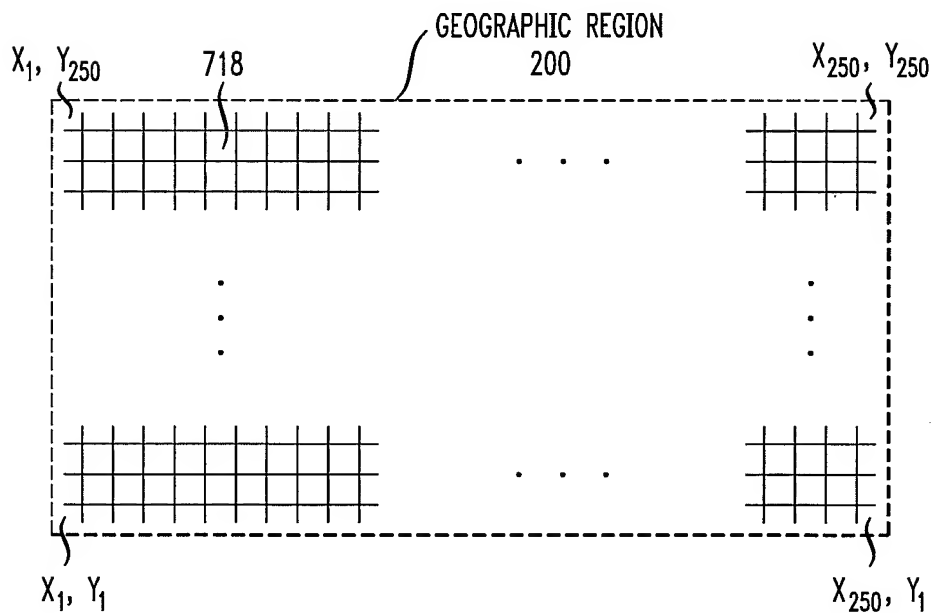 GEOGRAPHIC REGION
200
X1, Y250
718
X250, Y250
X1, Y1
X250, Y1